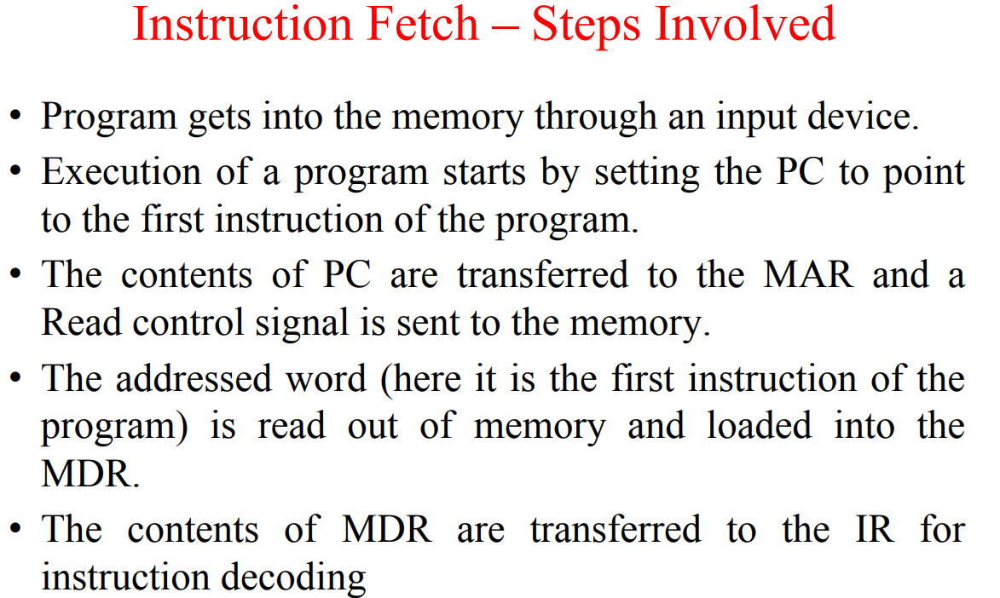 Instruction Fetch – Steps Involved
• Program gets into the memory through an input device.
• Execution of a program starts by setting the PC to point
to the first instruction of the program.
• The contents of PC are transferred to the MAR and a
Read control signal is sent to the memory.
• The addressed word (here it is the first instruction of the
program) is read out of memory and loaded into the
MDR.
• The contents of MDR are transferred to the IR for
instruction decoding